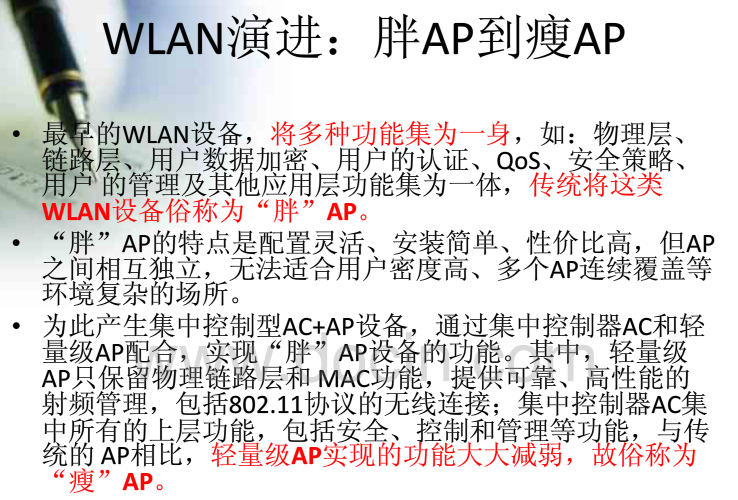 WLAN演进：胖AP到瘦AP
• 最早的WLAN设备，将多种功能集为一身，如：物理层、
链路层、用户数据加密、用户的认证、QoS、安全策略、
用户 的管理及其他应用层功能集为一体，传统将这类
WLAN设备俗称为“胖”AP。
• “胖”AP的特点是配置灵活、安装简单、性价比高，但AP
之间相互独立，无法适合用户密度高、多个AP连续覆盖等
环境复杂的场所。
• 为此产生集中控制型AC+AP设备，通过集中控制器AC和轻
量级AP配合，实现“胖”AP设备的功能。其中，轻量级
AP只保留物理链路层和 MAC功能，提供可靠、高性能的
射频管理，包括802.11协议的无线连接；集中控制器AC集
中所有的上层功能，包括安全、控制和管理等功能，与传
统的 AP相比，轻量级AP实现的功能大大减弱，故俗称为
“瘦”AP。